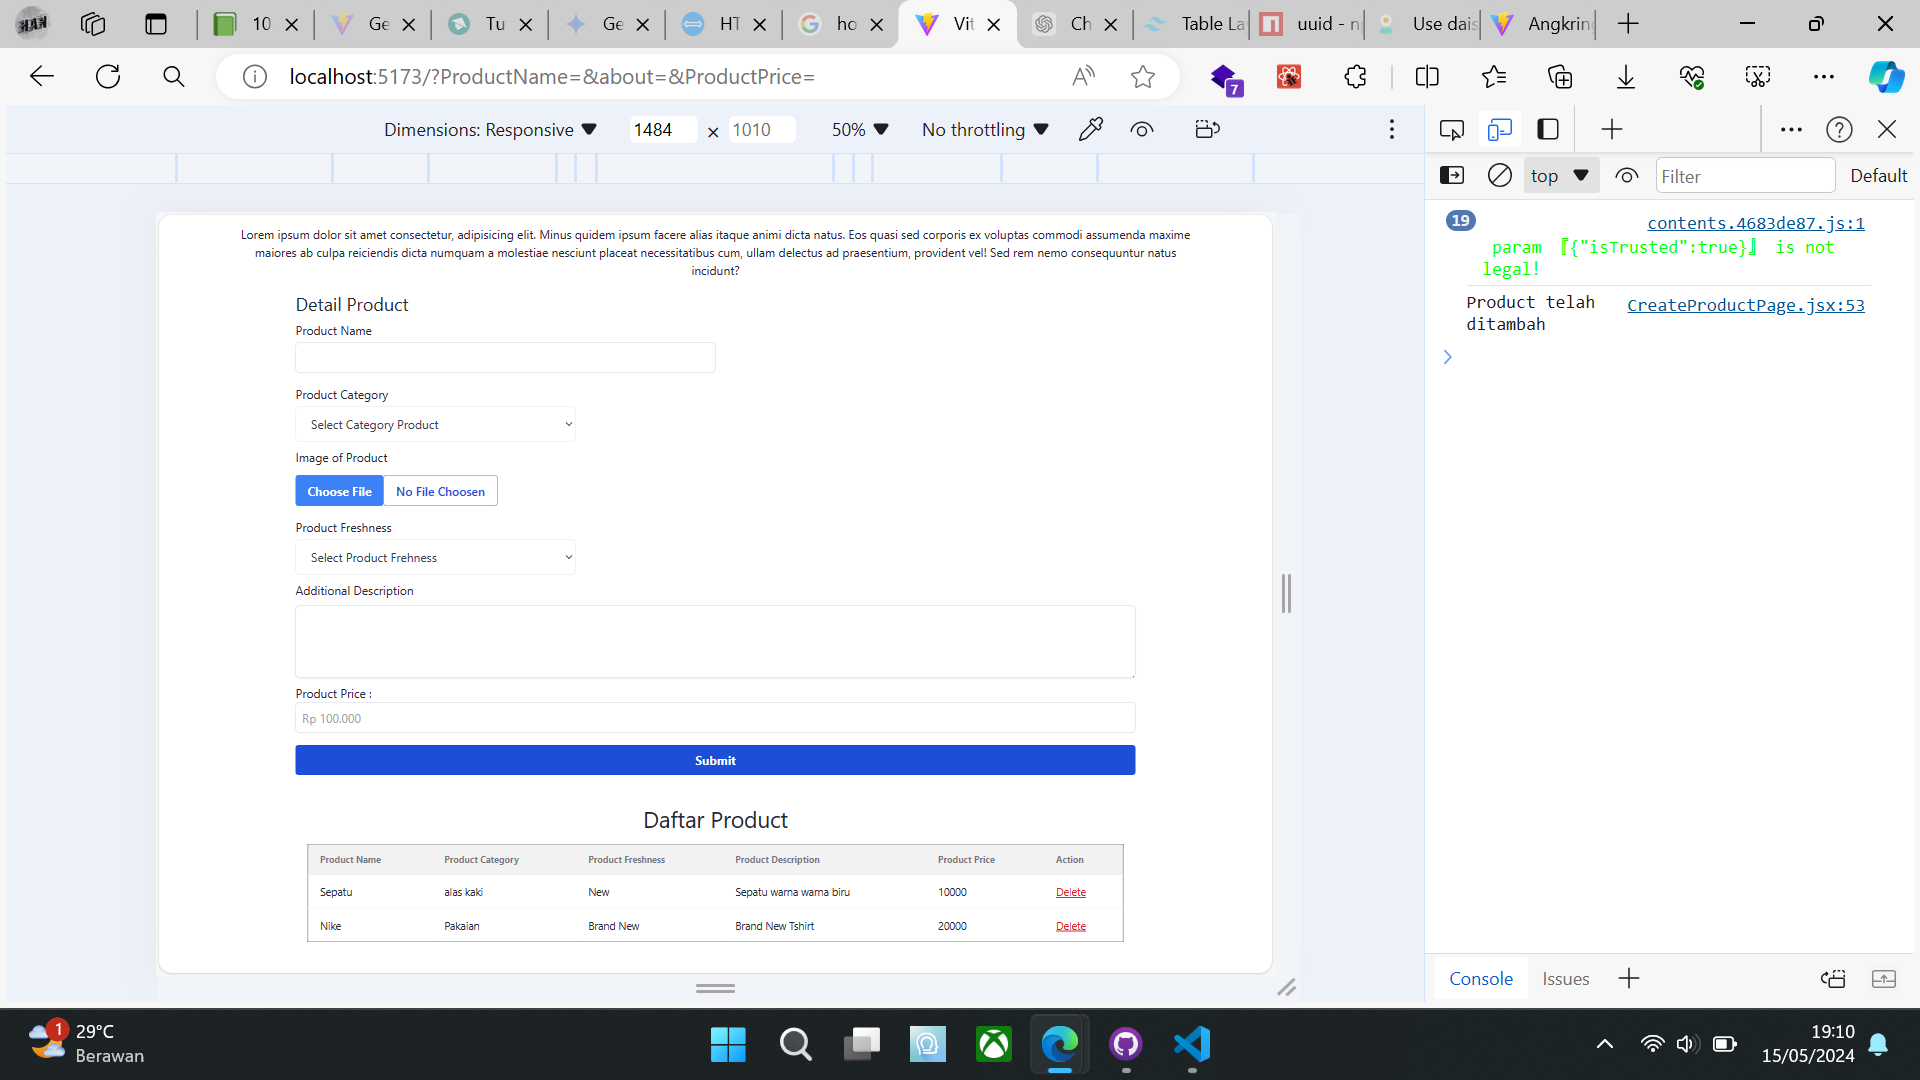 10
Ge
Tu
Ge
HT
ho
Vit
Ch
Table La
uuid - n
Use dais
Angkrin
localhost:5173/?ProductName=&about=&ProductPrice=
7
Dimensions: Responsive
1484
×
1010
50%
No throttling
top
Filter
Default
19
contents.4683de87.js:1
param 『{"isTrusted":true}』 is not
legal!
Product telah
ditambah
CreateProductPage.jsx:53
Lorem ipsum dolor sit amet consectetur, adipisicing elit. Minus quidem ipsum facere alias itaque animi dicta natus. Eos quasi sed corporis ex voluptas commodi assumenda maxime
maiores ab culpa reiciendis dicta numquam a molestiae nesciunt placeat necessitatibus cum, ullam delectus ad praesentium, provident vel! Sed rem nemo consequuntur natus
incidunt?
Detail Product
Product Name
Product Category
Select Category Product
Image of Product
Choose File
No File Choosen
Product Freshness
Select Product Frehness
Additional Description
Product Price :
Rp 100.000
Submit
Daftar Product
Product Name Product Category Product Freshness Product Description Product Price Action
Sepatu alas kaki New Sepatu warna warna biru 10000 Delete
Nike Pakaian Brand New Brand New Tshirt 20000 Delete
Console
Issues
1
29°C
Berawan
19:10
15/05/2024